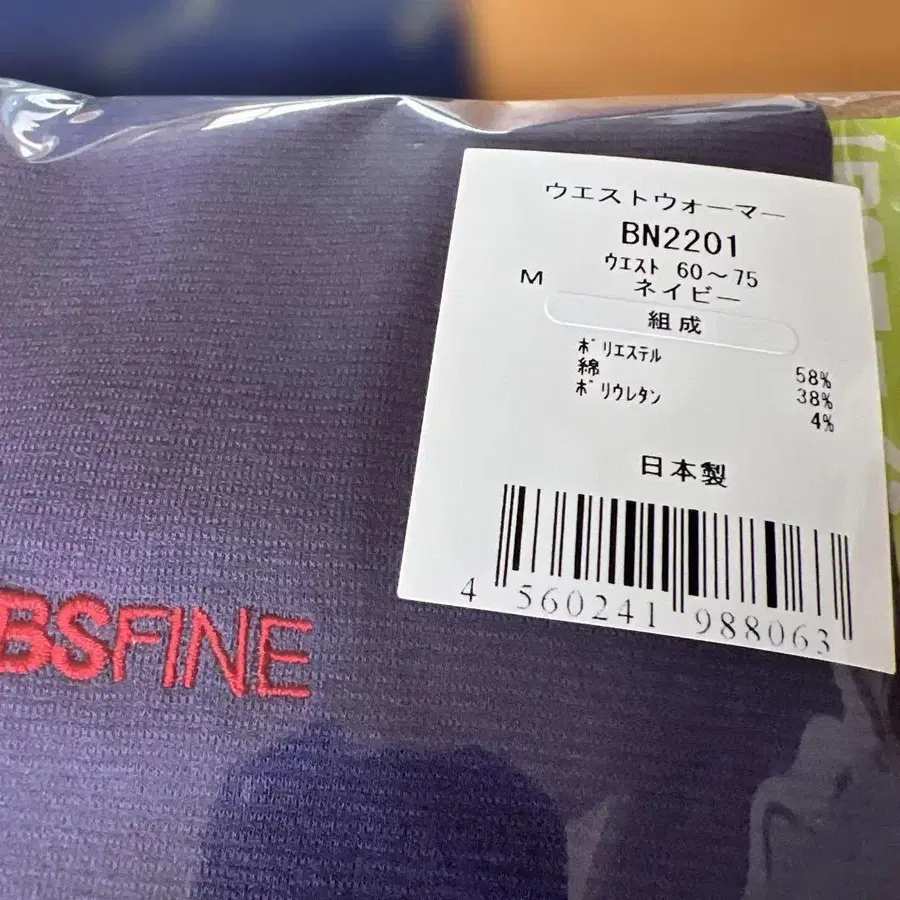 ウエストウォーマー
BN2201
ウエスト 60～75
M ネイビー
組成
ポリエステル 58%
綿 38%
ポリウレタン 4%
日本製
4 560241 988063
BSFINE